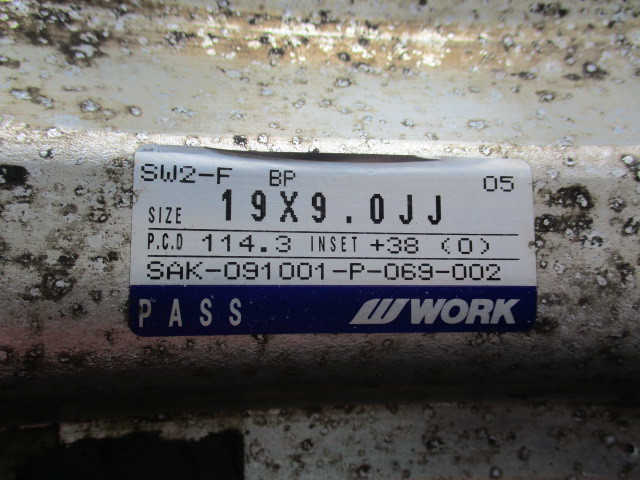 SW2-F BP 05
SIZE 19X9.0JJ
P.C.D 114.3 INSET +38 (0)
SAK-091001-P-069-002
PASS WORK